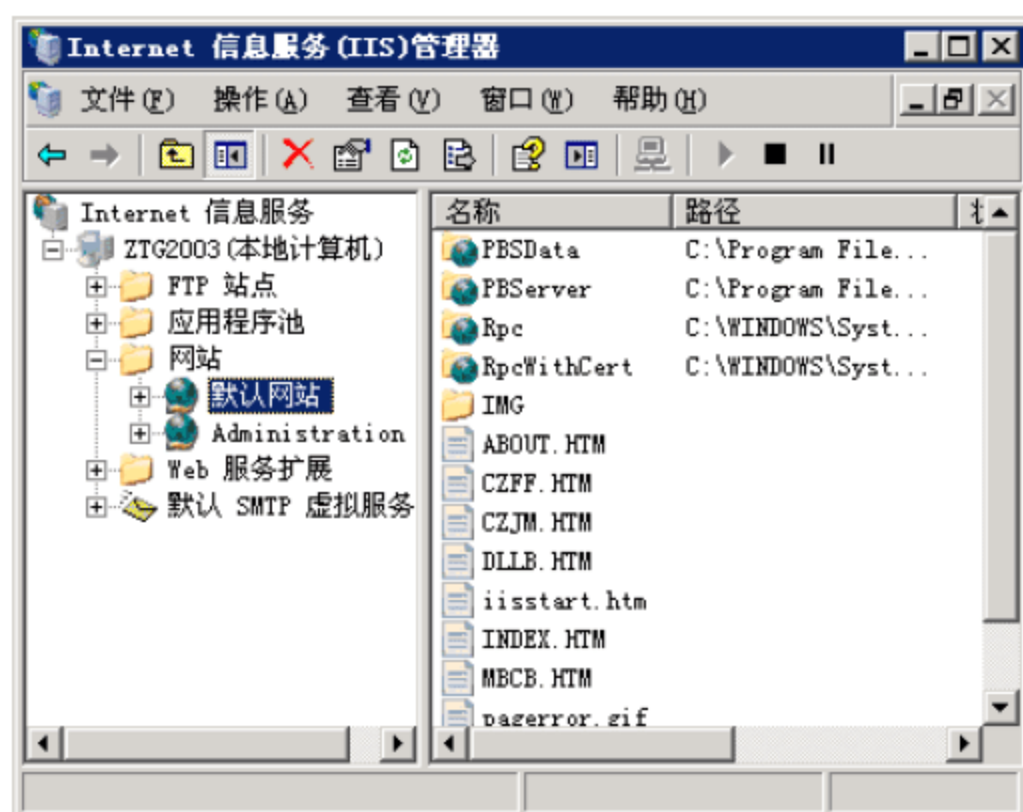 Internet 信息服务(IIS)管理器
文件(F) 操作(A) 查看(V) 窗口(W) 帮助(H)
Internet 信息服务
ZTG2003(本地计算机)
FTP 站点
应用程序池
网站
默认网站
Administration
Web 服务扩展
默认 SMTP 虚拟服务
名称 路径
PBSData C:\Program File...
PBServer C:\Program File...
Rpc C:\WINDOWS\Syst...
RpcWithCert C:\WINDOWS\Syst...
IMG
ABOUT.HTM
CZFF.HTM
CZJM.HTM
DLLB.HTM
iisstart.htm
INDEX.HTM
MBCB.HTM
pagerror.gif